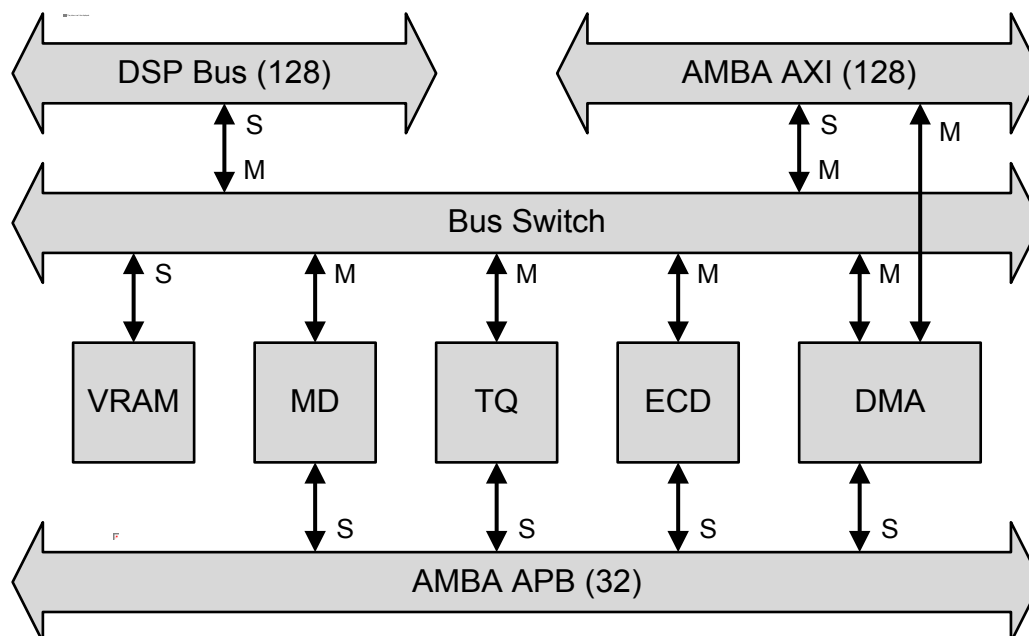 DSP Bus (128)
AMBA AXI (128)
S
S
M
M
M
Bus Switch
S
M
M
M
M
VRAM
MD
TQ
ECD
DMA
S
S
S
S
AMBA APB (32)